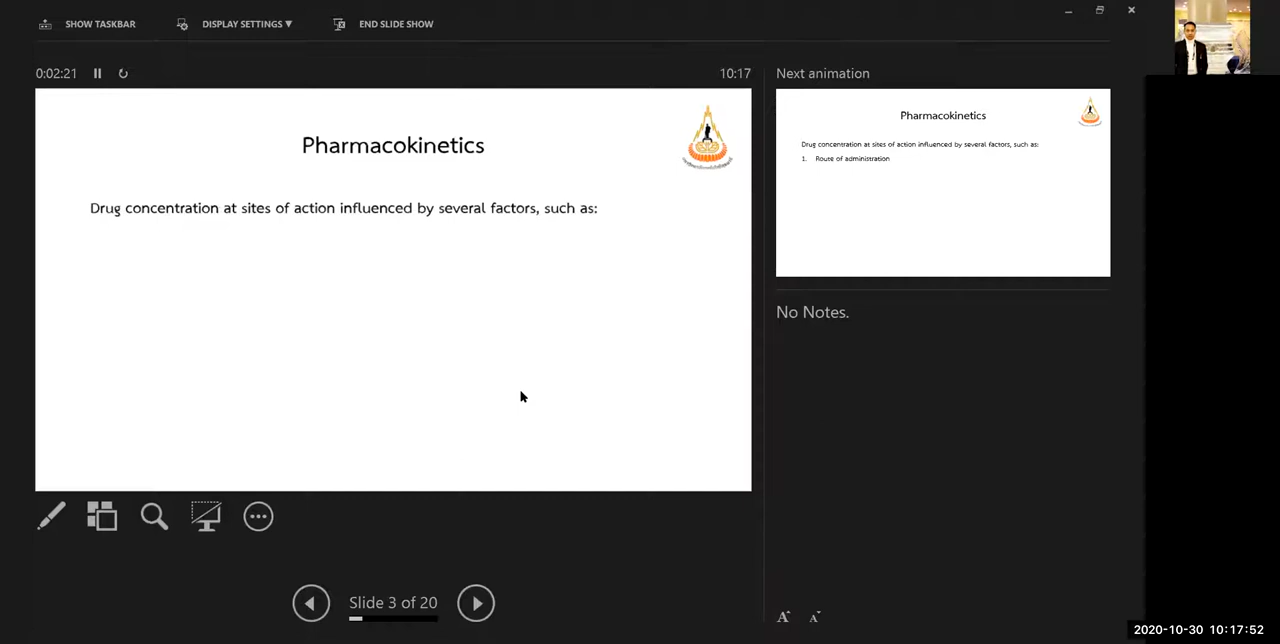 SHOW TASKBAR
DISPLAY SETTINGS ▼
END SLIDE SHOW
0:02:21
10:17
Next animation
Pharmacokinetics
Drug concentration at sites of action influenced by several factors, such as:
Pharmacokinetics
Drug concentration at sites of action influenced by several factors, such as:
1. Route of administration
No Notes.
Slide 3 of 20
A A
2020-10-30 10:17:52